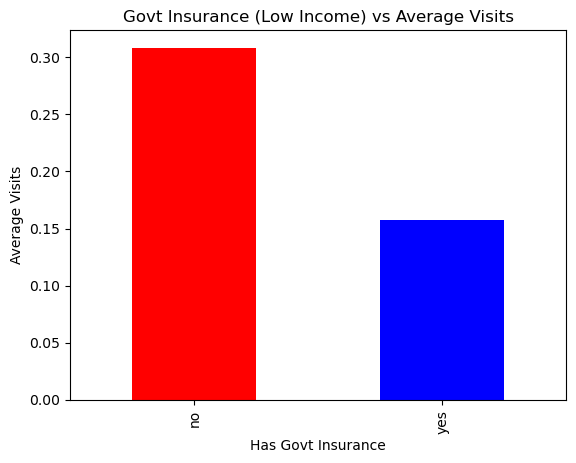 Govt Insurance (Low Income) vs Average Visits
0.30
0.25
0.20
0.15
0.10
0.05
0.00
Average Visits
no
yes
Has Govt Insurance